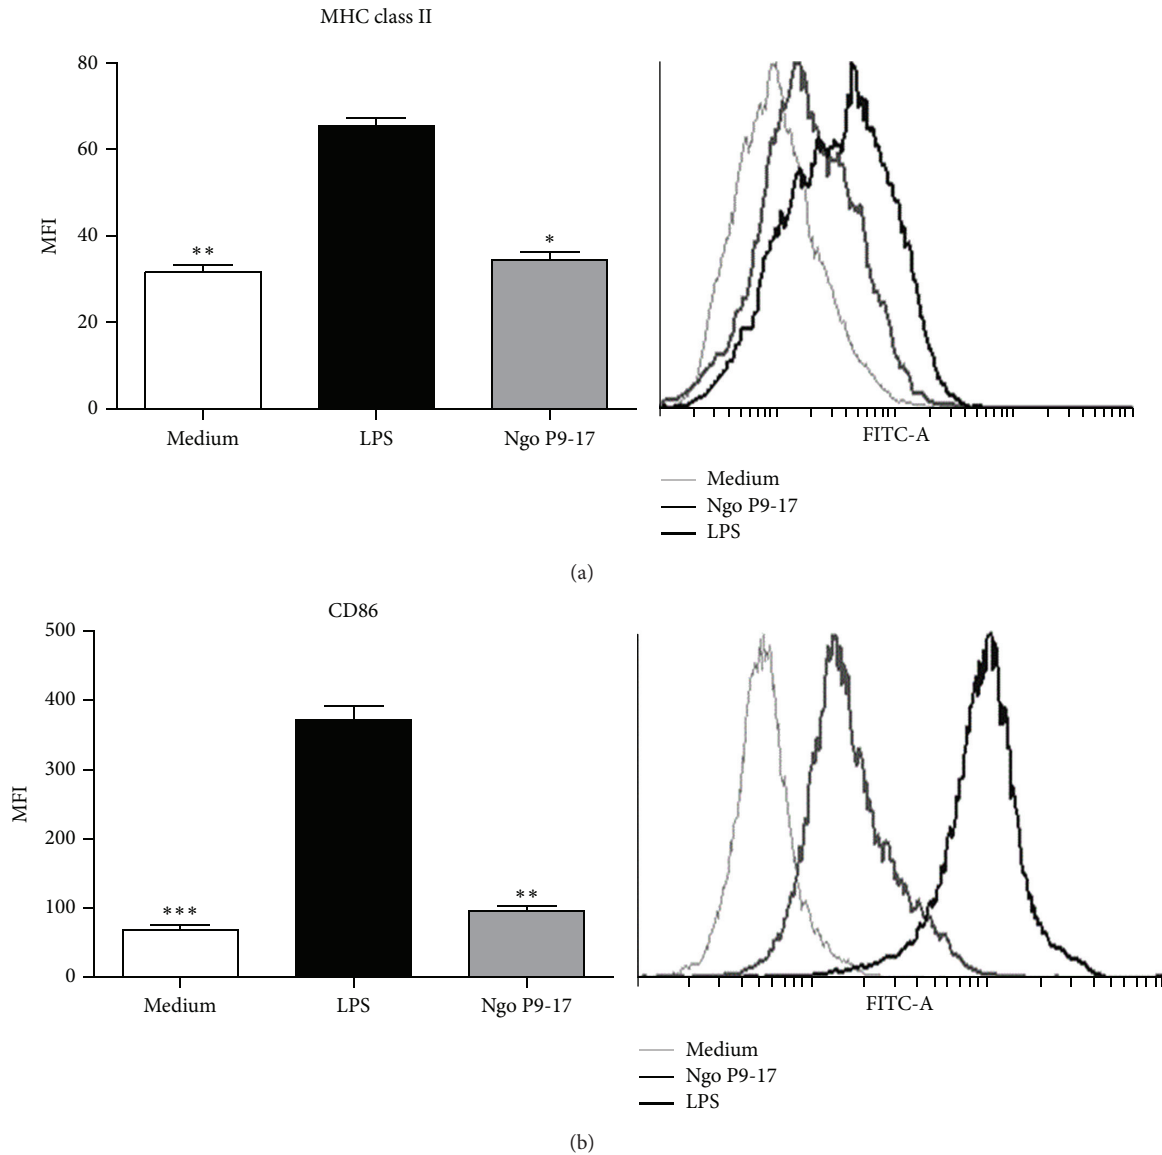 MHC class II
80
60
40
20
0
MFI
**
*
Medium LPS Ngo P9-17
FITC-A
Medium
Ngo P9-17
LPS
(a)
CD86
500
400
300
200
100
0
MFI
***
**
Medium LPS Ngo P9-17
FITC-A
Medium
Ngo P9-17
LPS
(b)